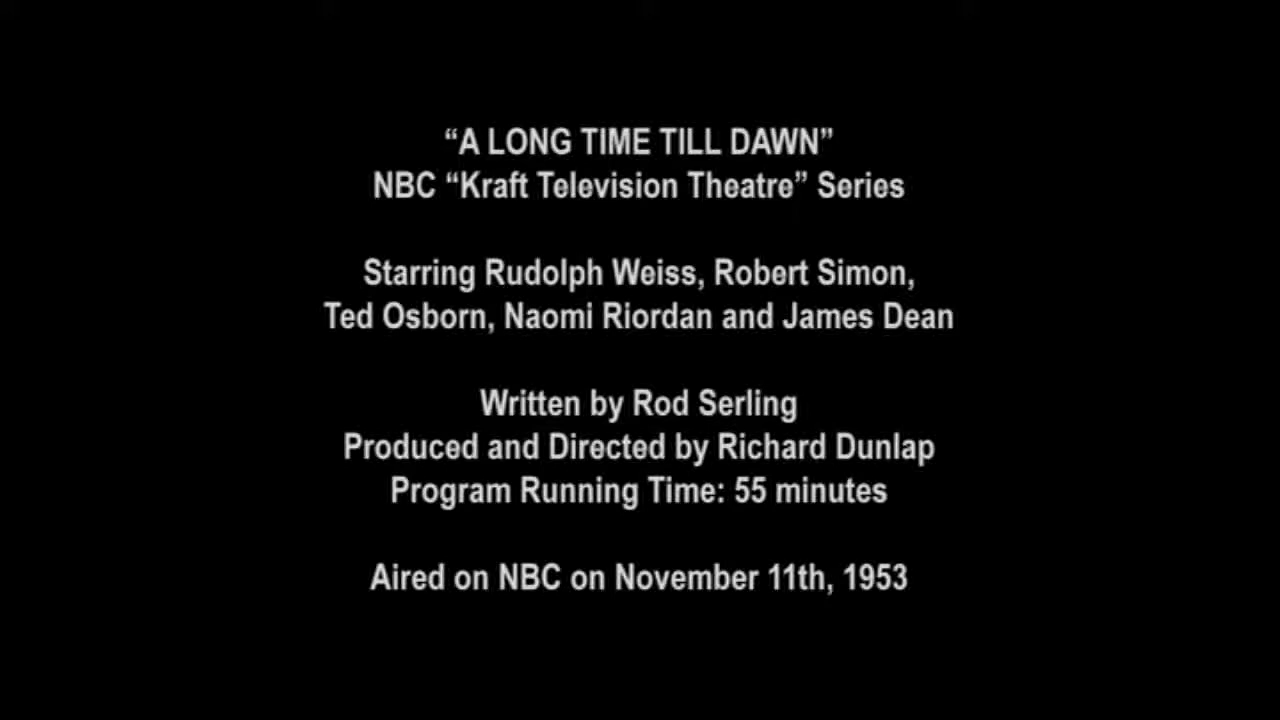 “A LONG TIME TILL DAWN”
NBC “Kraft Television Theatre” Series
Starring Rudolph Weiss, Robert Simon,
Ted Osborn, Naomi Riordan and James Dean
Written by Rod Serling
Produced and Directed by Richard Dunlap
Program Running Time: 55 minutes
Aired on NBC on November 11th, 1953